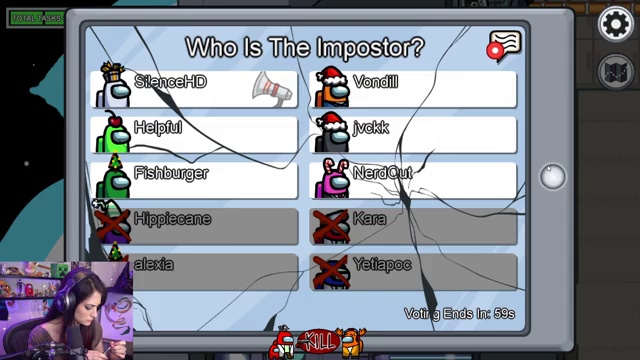 TOTAL TASKS
Who Is The Impostor?
SilenceHD
Vondill
Helpful
jvckk
Fishburger
NerdOut
Hippiecane
Kara
alexia
Yetiapoc
Voting Ends In: 59s
KILL